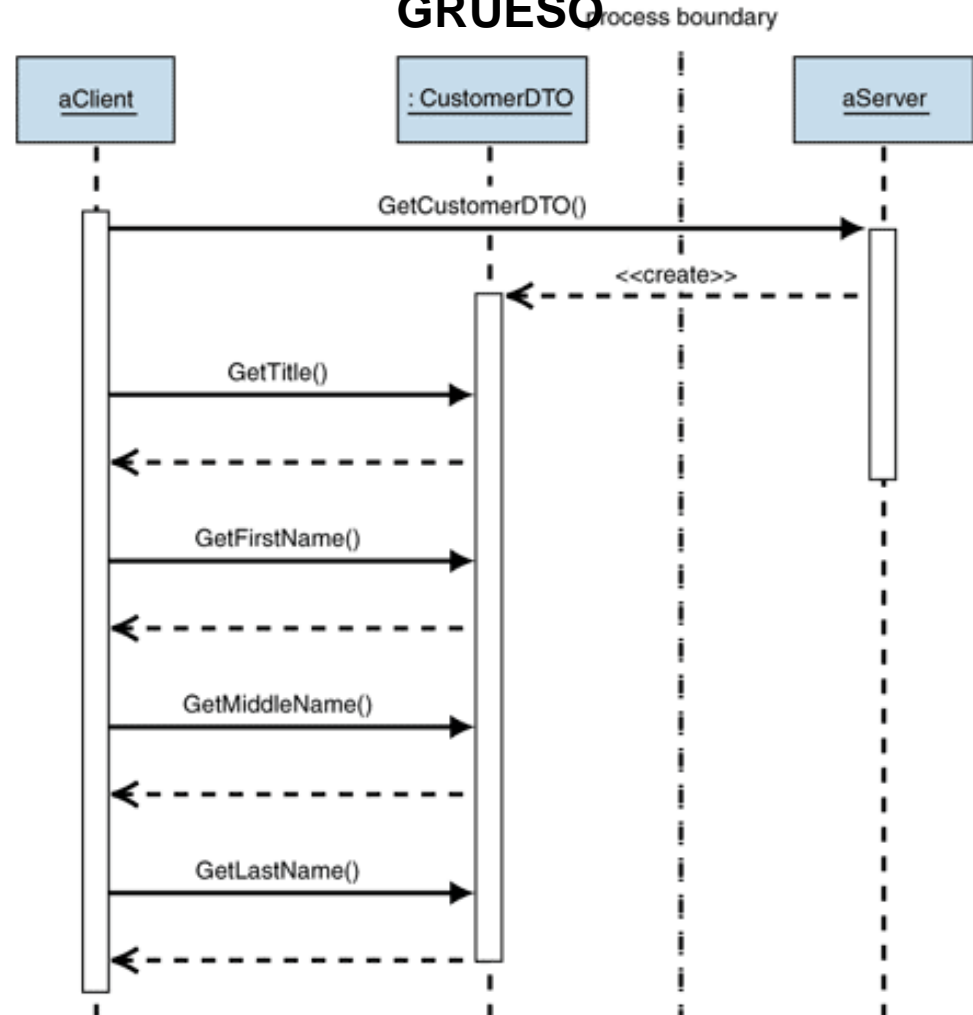 GRUESO
process boundary
aClient
: CustomerDTO
aServer
GetCustomerDTO()
<<create>>
GetTitle()
GetFirstName()
GetMiddleName()
GetLastName()